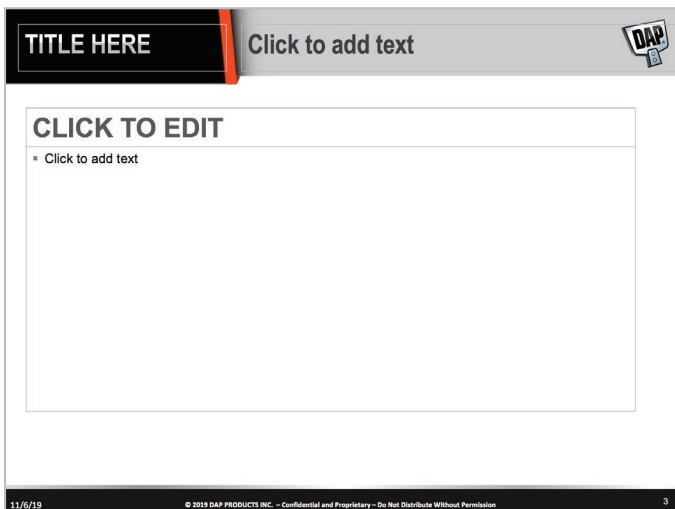 TITLE HERE
Click to add text
DAP
CLICK TO EDIT
▪ Click to add text
11/6/19
© 2019 DAP PRODUCTS INC. – Confidential and Proprietary – Do Not Distribute Without Permission
3